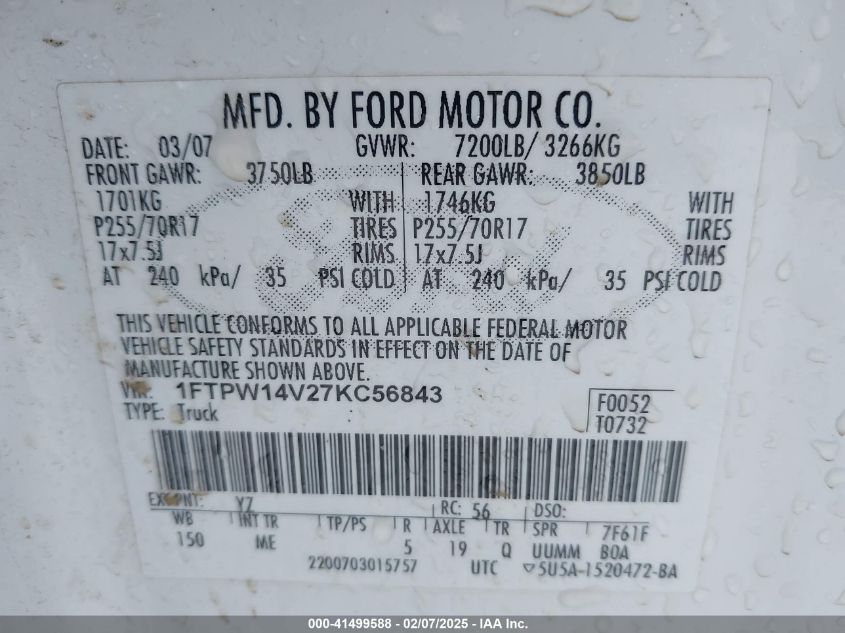 MFD. BY FORD MOTOR CO.
DATE: 03/07 GVWR: 7200LB/ 3266KG
FRONT GAWR: 3750LB REAR GAWR: 3850LB
1701KG WITH 1746KG WITH
P255/70R17 TIRES P255/70R17 TIRES
17x7.5J RIMS 17x7.5J RIMS
AT 240 kPa/ 35 PSI COLD AT 240 kPa/ 35 PSI COLD
THIS VEHICLE CONFORMS TO ALL APPLICABLE FEDERAL MOTOR
VEHICLE SAFETY STANDARDS IN EFFECT ON THE DATE OF
MANUFACTURE SHOWN ABOVE.
VIN: 1FTPW14V27KC56843
TYPE: Truck
F0052
T0732
EXT PNT: YZ RC: 56 DSO:
WB INT TR TP/PS R AXLE TR SPR 7F61F
150 ME 5 19 Q UUMM BOA
2200703015757 UTC ▽5U5A-1520472-BA
000-41499588 - 02/07/2025 - IAA Inc.